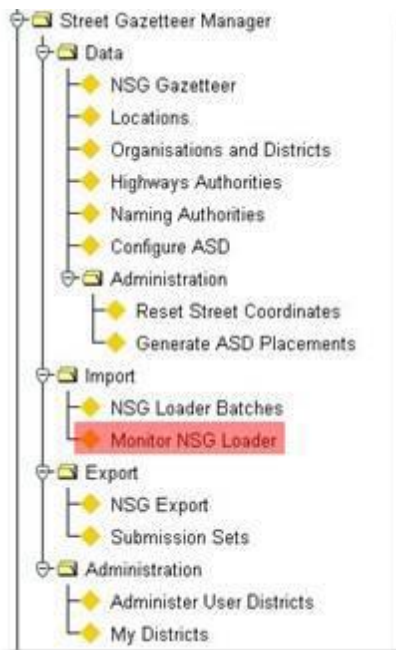 Street Gazetteer Manager
Data
NSG Gazetteer
Locations
Organisations and Districts
Highways Authorities
Naming Authorities
Configure ASD
Administration
Reset Street Coordinates
Generate ASD Placements
Import
NSG Loader Batches
Monitor NSG Loader
Export
NSG Export
Submission Sets
Administration
Administer User Districts
My Districts